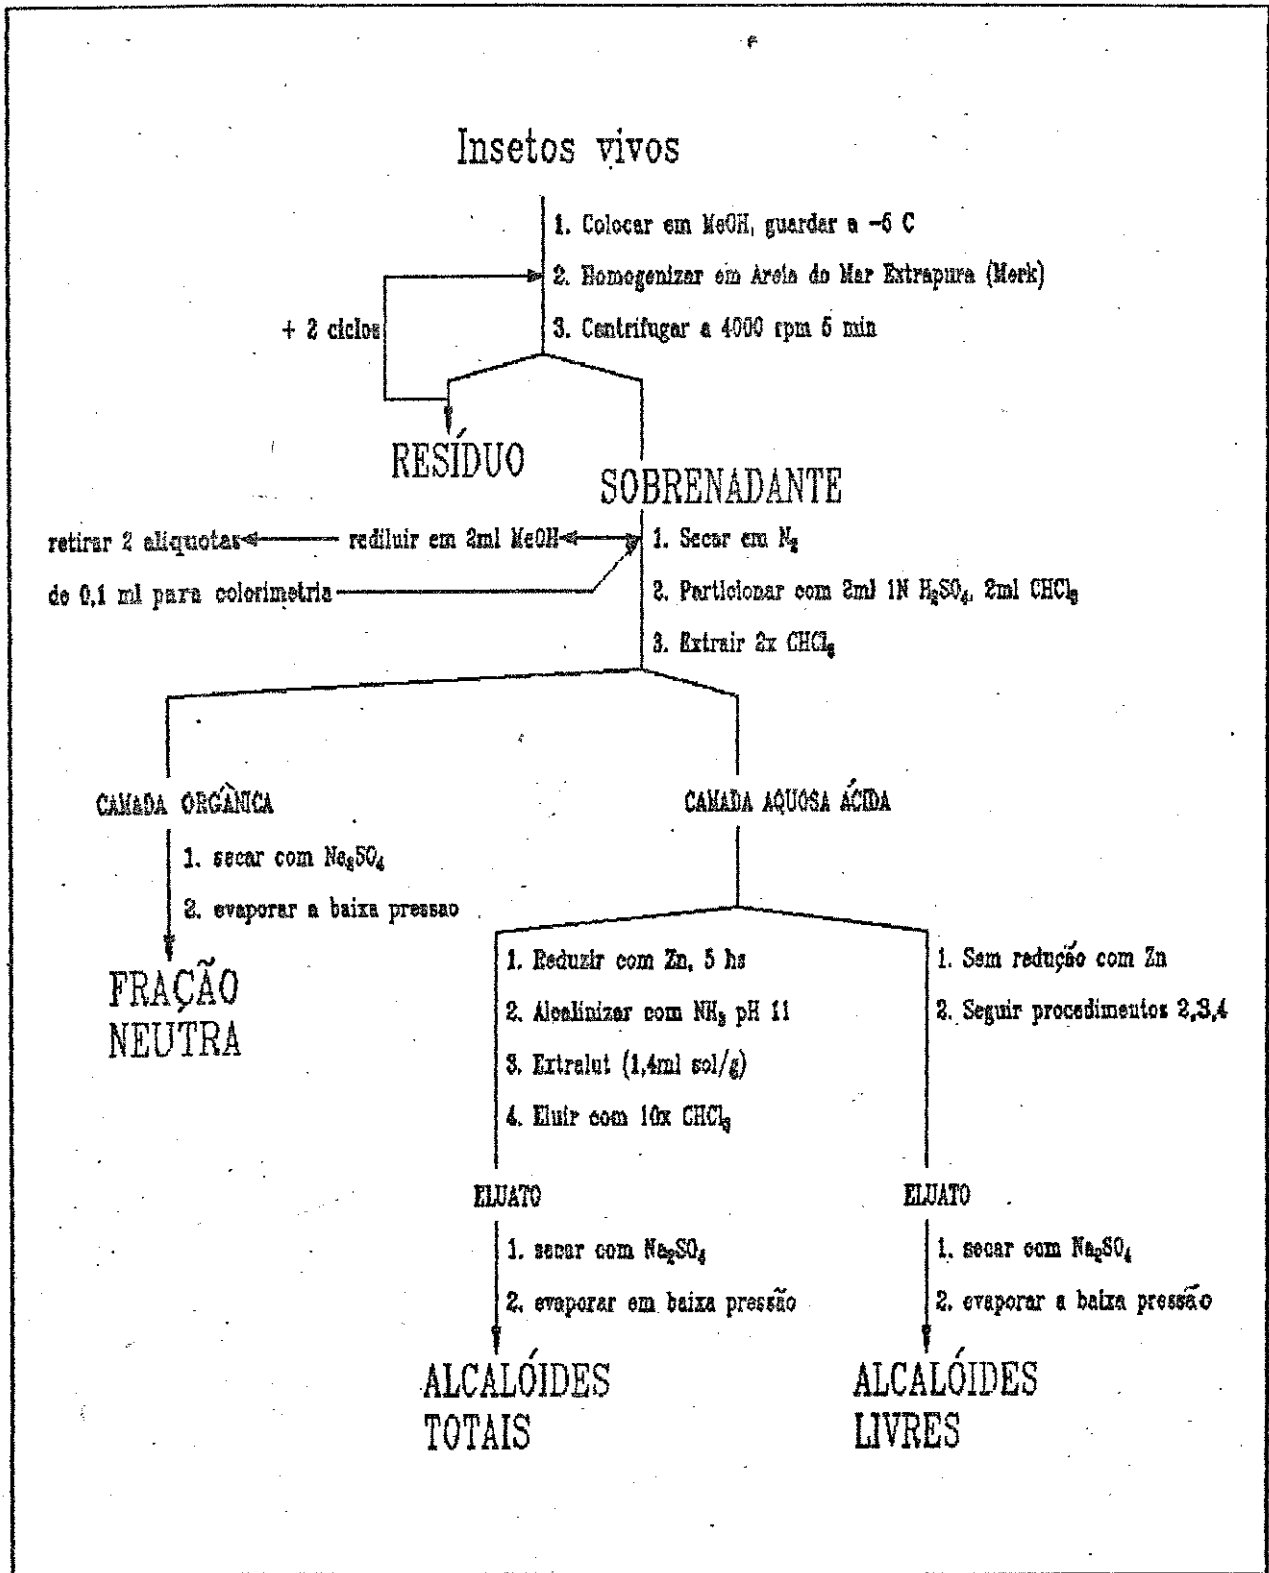 Insetos vivos
1. Colocar em MeOH, guardar a -5 C
2. Homogenizar em Areia do Mar Extrapura (Merk)
+ 2 ciclos
3. Centrifugar a 4000 rpm 5 min
RESÍDUO
SOBRENADANTE
retirar 2 alíquotas
rediluir em 2ml MeOH
1. Secar em N₂
de 0,1 ml para colorimetria
2. Particionar com 2ml 1N H₂SO₄, 2ml CHCl₃
3. Extrair 2x CHCl₃
CAMADA ORGÂNICA
CAMADA AQUOSA ÁCIDA
1. secar com Na₂SO₄
2. evaporar a baixa pressao
FRAÇÃO
NEUTRA
1. Reduzir com Zn, 5 hs
2. Alcalinizar com NH₃ pH 11
3. Extralut (1,4ml sol/g)
4. Eluir com 10x CHCl₃
1. Sem redução com Zn
2. Seguir procedimentos 2,3,4
ELUATO
ELUATO
1. secar com Na₂SO₄
2. evaporar em baixa pressão
1. secar com Na₂SO₄
2. evaporar a baixa pressão
ALCALÓIDES
TOTAIS
ALCALÓIDES
LIVRES